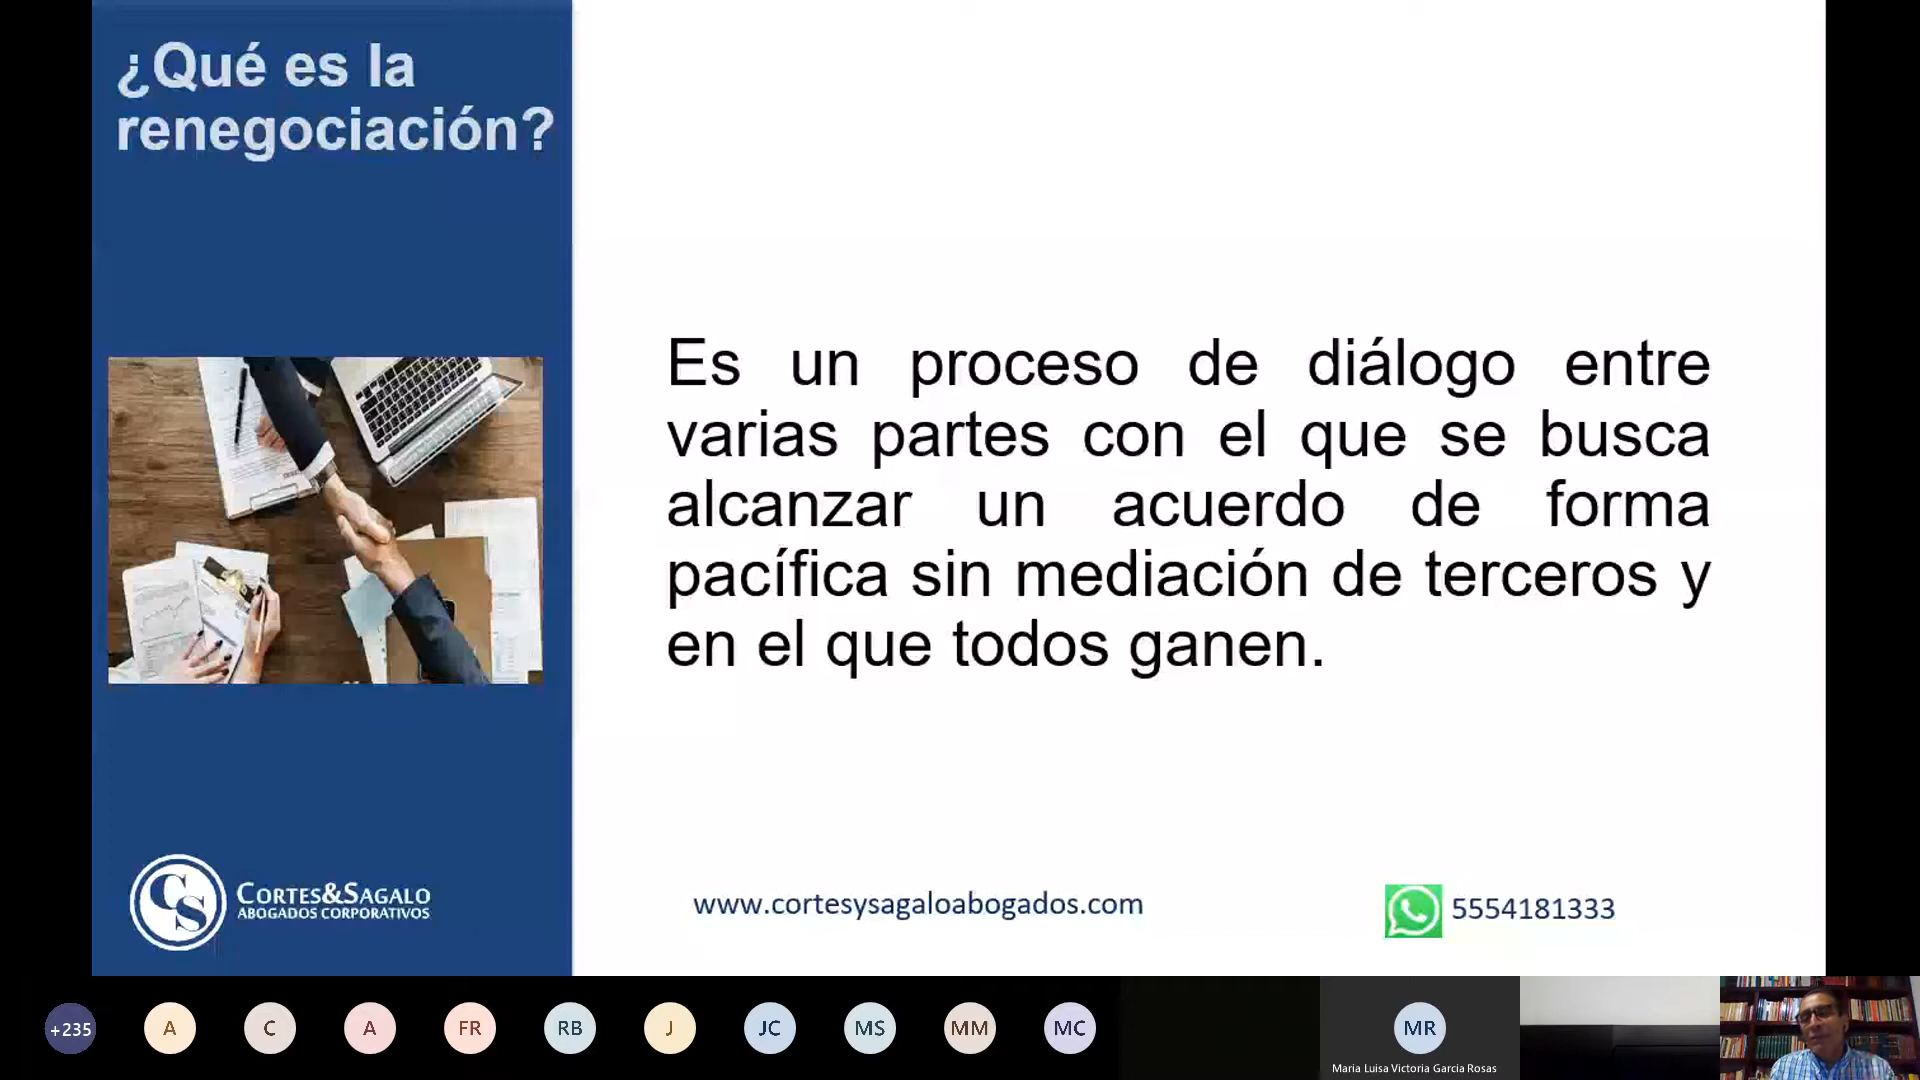 ¿Qué es la
renegociación?
Es un proceso de diálogo entre
varias partes con el que se busca
alcanzar un acuerdo de forma
pacífica sin mediación de terceros y
en el que todos ganen.
CS
CORTES&SAGALO
ABOGADOS CORPORATIVOS
www.cortesysagaloabogados.com
5554181333
+235
A
C
A
FR
RB
J
JC
MS
MM
MC
MR
Maria Luisa Victoria Garcia Rosas